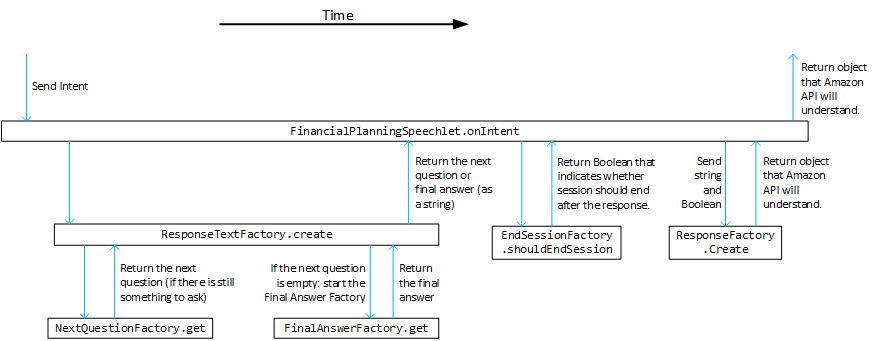 Time
Send Intent
Return object
that Amazon
API will
understand.
FinancialPlanningSpeechlet.onIntent
Return the next
question or
final answer (as
a string)
Return Boolean that
indicates whether
session should end
after the response.
Send
string
and
Boolean
Return object
that Amazon
API will
understand.
ResponseTextFactory.create
EndSessionFactory
.shouldEndSession
ResponseFactory
.Create
Return the next
question (if there is still
something to ask)
If the next question
is empty: start the
Final Answer Factory
Return
the final
answer
NextQuestionFactory.get
FinalAnswerFactory.get